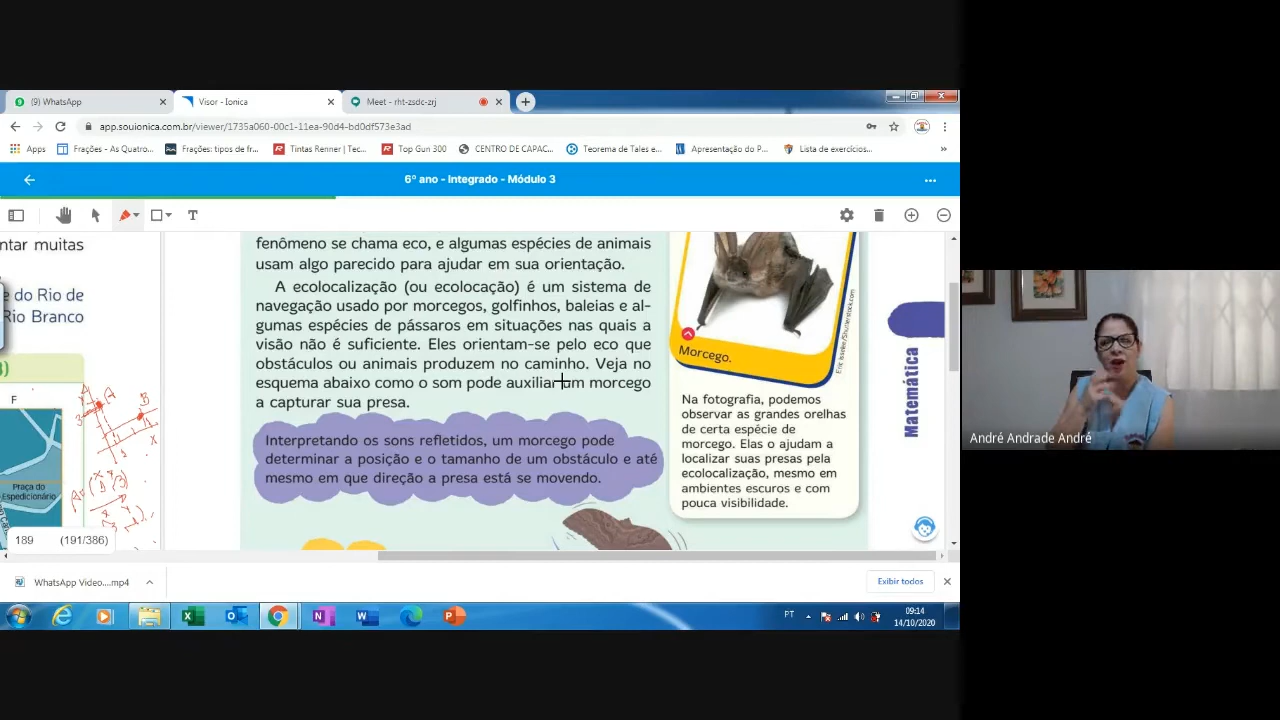 (9) WhatsApp
Visor - Ionica
Meet - rht-zsdc-zrj
app.souionica.com.br/viewer/1735a060-00c1-11ea-90d4-bd0df573e3ad
Apps
Frações - As Quatro...
Frações: tipos de fr...
Tintas Renner | Tec...
Top Gun 300
CENTRO DE CAPAC...
Teorema de Tales e...
Apresentação do P...
Lista de exercícios...
»
6º ano - Integrado - Módulo 3
T
ntar muitas
e do Rio de
Rio Branco
F
Praça do
Espedicionário
fenômeno se chama eco, e algumas espécies de animais
usam algo parecido para ajudar em sua orientação.
A ecolocalização (ou ecolocação) é um sistema de
navegação usado por morcegos, golfinhos, baleias e al-
gumas espécies de pássaros em situações nas quais a
visão não é suficiente. Eles orientam-se pelo eco que
obstáculos ou animais produzem no caminho. Veja no
esquema abaixo como o som pode auxiliar um morcego
a capturar sua presa.
Interpretando os sons refletidos, um morcego pode
determinar a posição e o tamanho de um obstáculo e até
mesmo em que direção a presa está se movendo.
Morcego.
Eric Isselee/Shutterstock.com
Na fotografia, podemos
observar as grandes orelhas
de certa espécie de
morcego. Elas o ajudam a
localizar suas presas pela
ecolocalização, mesmo em
ambientes escuros e com
pouca visibilidade.
Matemática
189 (191/386)
WhatsApp Video....mp4
Exibir todos
PT
09:14
14/10/2020
André Andrade André